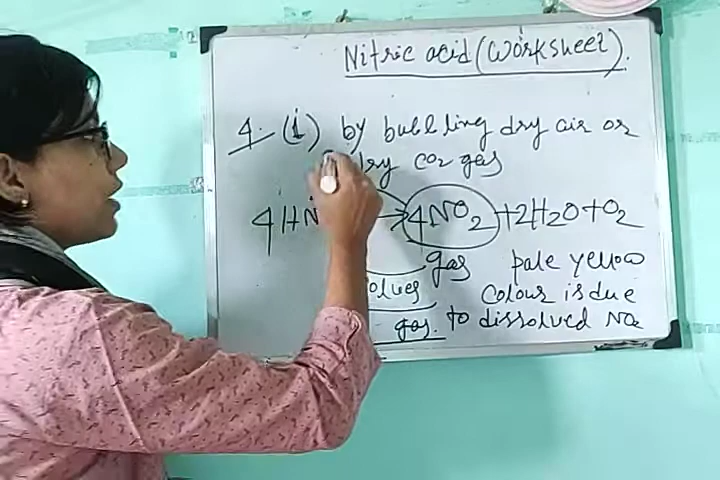 Nitric acid (Worksheet).
4. (i) by bubbling dry air or
dry CO2 gas
4HN → 4NO2 + 2H2O + O2
gas pale yellow
olves colour is due
gas. to dissolved NO2